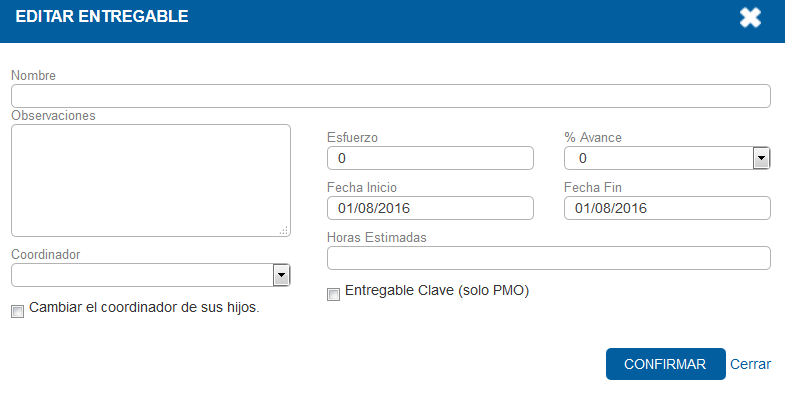 EDITAR ENTREGABLE
Nombre
Observaciones
Esfuerzo
% Avance
0
0
Fecha Inicio
Fecha Fin
01/08/2016
01/08/2016
Horas Estimadas
Coordinador
Entregable Clave (solo PMO)
Cambiar el coordinador de sus hijos.
CONFIRMAR
Cerrar